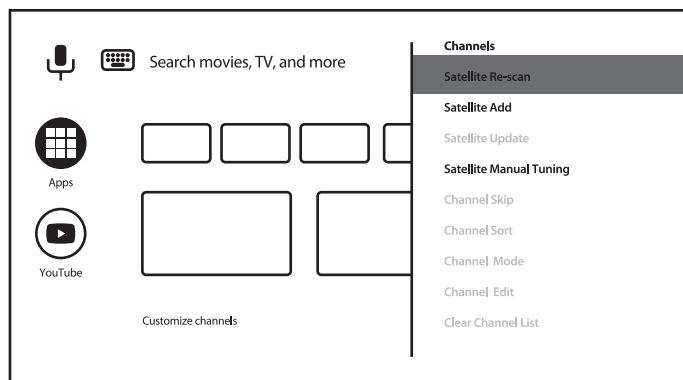 Search movies, TV, and more
Apps
YouTube
Customize channels
Channels
Satellite Re-scan
Satellite Add
Satellite Update
Satellite Manual Tuning
Channel Skip
Channel Sort
Channel Mode
Channel Edit
Clear Channel List